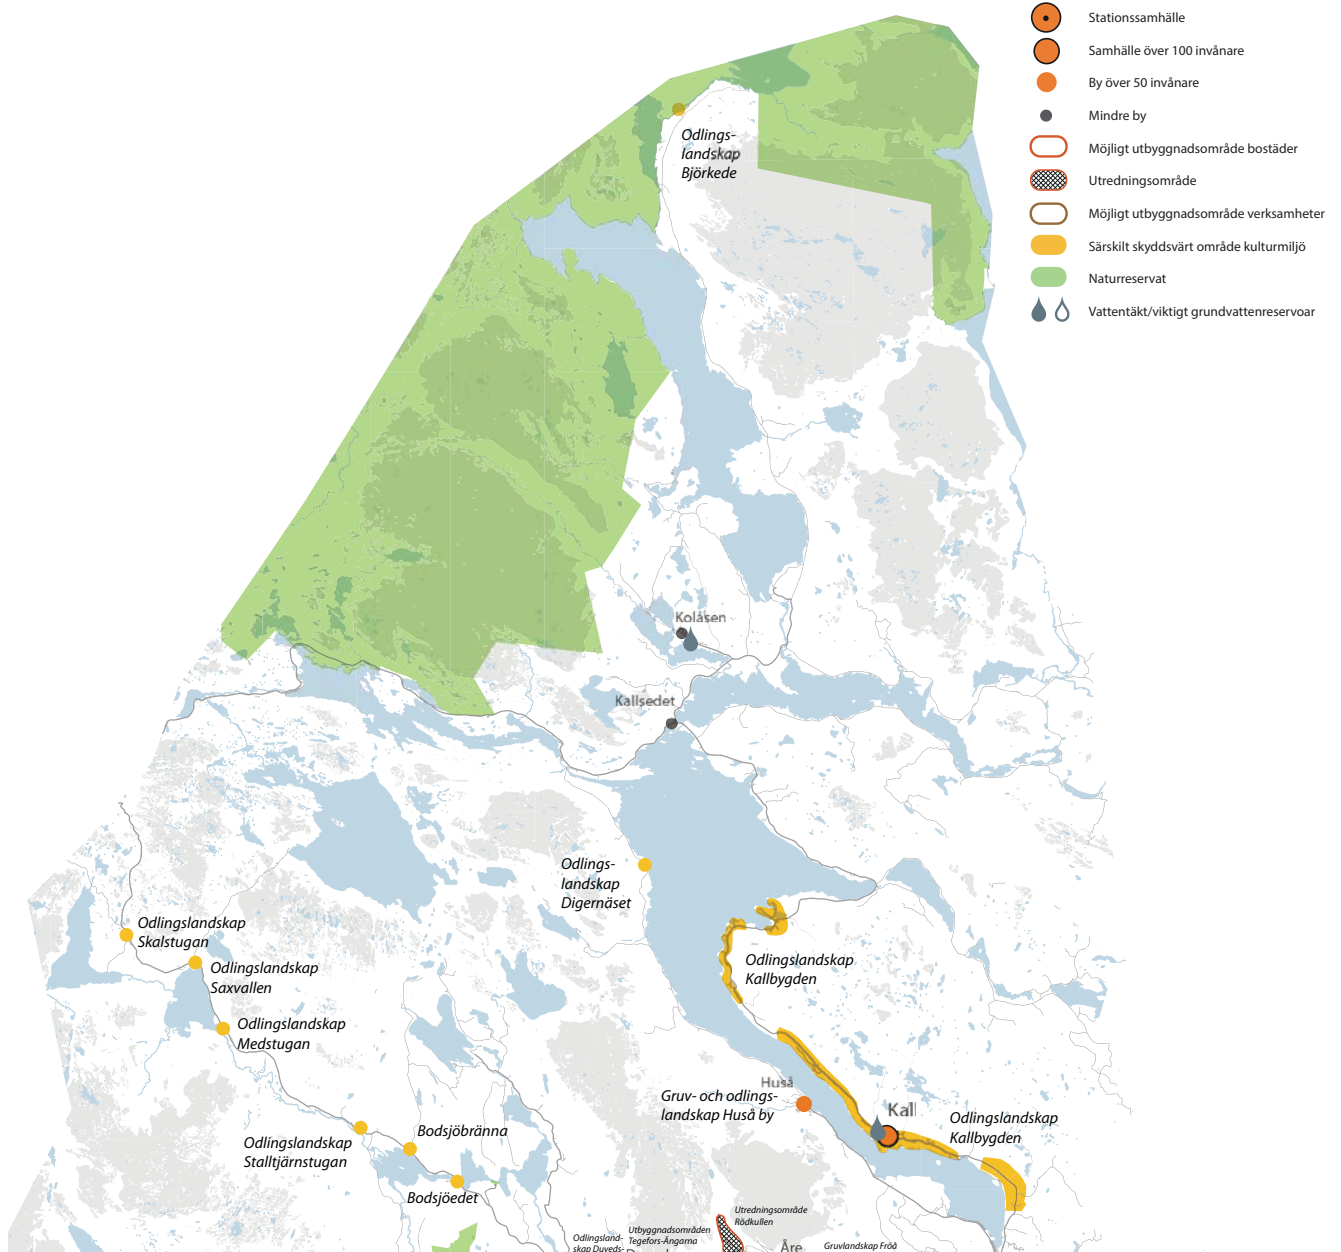 Stationssamhälle
Samhälle över 100 invånare
By över 50 invånare
Mindre by
Möjligt utbyggnadsområde bostäder
Utredningsområde
Möjligt utbyggnadsområde verksamheter
Särskilt skyddsvärt område kulturmiljö
Naturreservat
Vattentäkt/viktigt grundvattenreservoar
Odlings-
landskap
Björkede
Kolåsen
Kallsedet
Odlings-
landskap
Digernäset
Odlingslandskap
Skalstugan
Odlingslandskap
Saxvallen
Odlingslandskap
Medstugan
Odlingslandskap
Kallbygden
Huså
Gruv- och odlings-
landskap Huså by
Kall
Odlingslandskap
Kallbygden
Odlingslandskap
Stalltjärnstugan
Bodsjöbränna
Bodsjöedet
Utredningsområde
Rödkullen
Utbyggnadsområden
Tegefors-Ängarna
Odlingsland-
skap Duveds-
Åre
Gruvlandskap Fröå